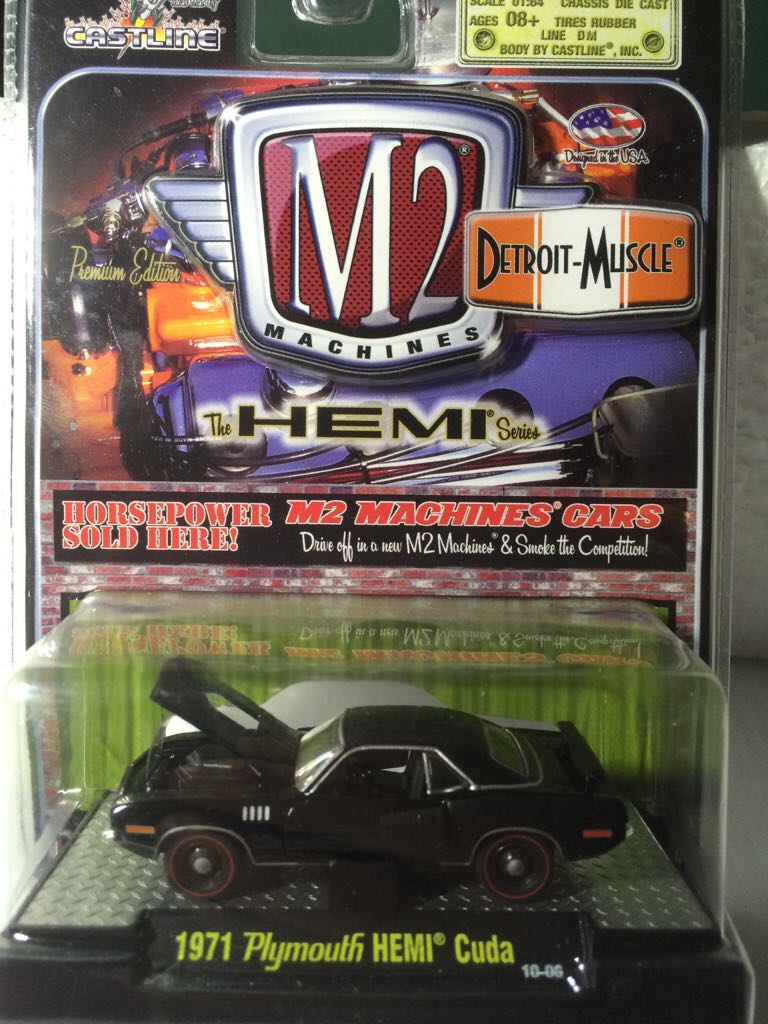 CASTLINE
SCALE 01:64 CHASSIS DIE CAST
AGES 08+ TIRES RUBBER
LINE DM
BODY BY CASTLINE®, INC.
M2®
MACHINES
Designed in the USA
DETROIT-MUSCLE®
Premium Edition
The HEMI® Series
HORSEPOWER
SOLD HERE!
M2 MACHINES® CARS
Drive off in a new M2 Machines® & Smoke the Competition!
1971 Plymouth HEMI® Cuda
10-06